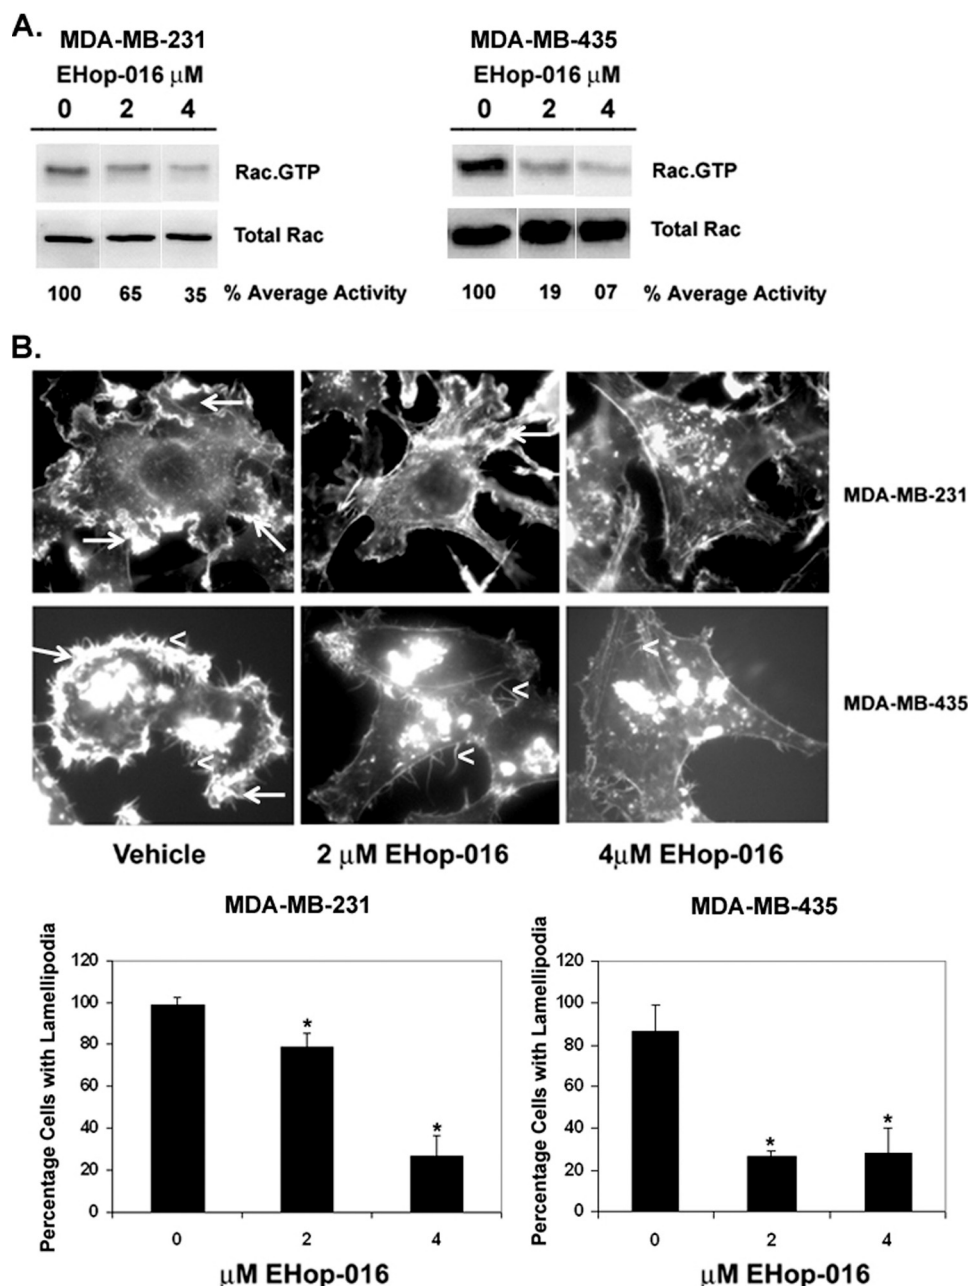 A.
MDA-MB-231
EHop-016 μM
0 2 4
Rac.GTP
Total Rac
100 65 35 % Average Activity
MDA-MB-435
EHop-016 μM
0 2 4
Rac.GTP
Total Rac
100 19 07 % Average Activity
B.
MDA-MB-231
<
<
<
<
<
MDA-MB-435
Vehicle
2 μM EHop-016
4μM EHop-016
MDA-MB-231
Percentage Cells with Lamellipodia
120
100
80
60
40
20
0
*
*
0 2 4
μM EHop-016
MDA-MB-435
Percentage Cells with Lamellipodia
120
100
80
60
40
20
0
*
*
0 2 4
μM EHop-016